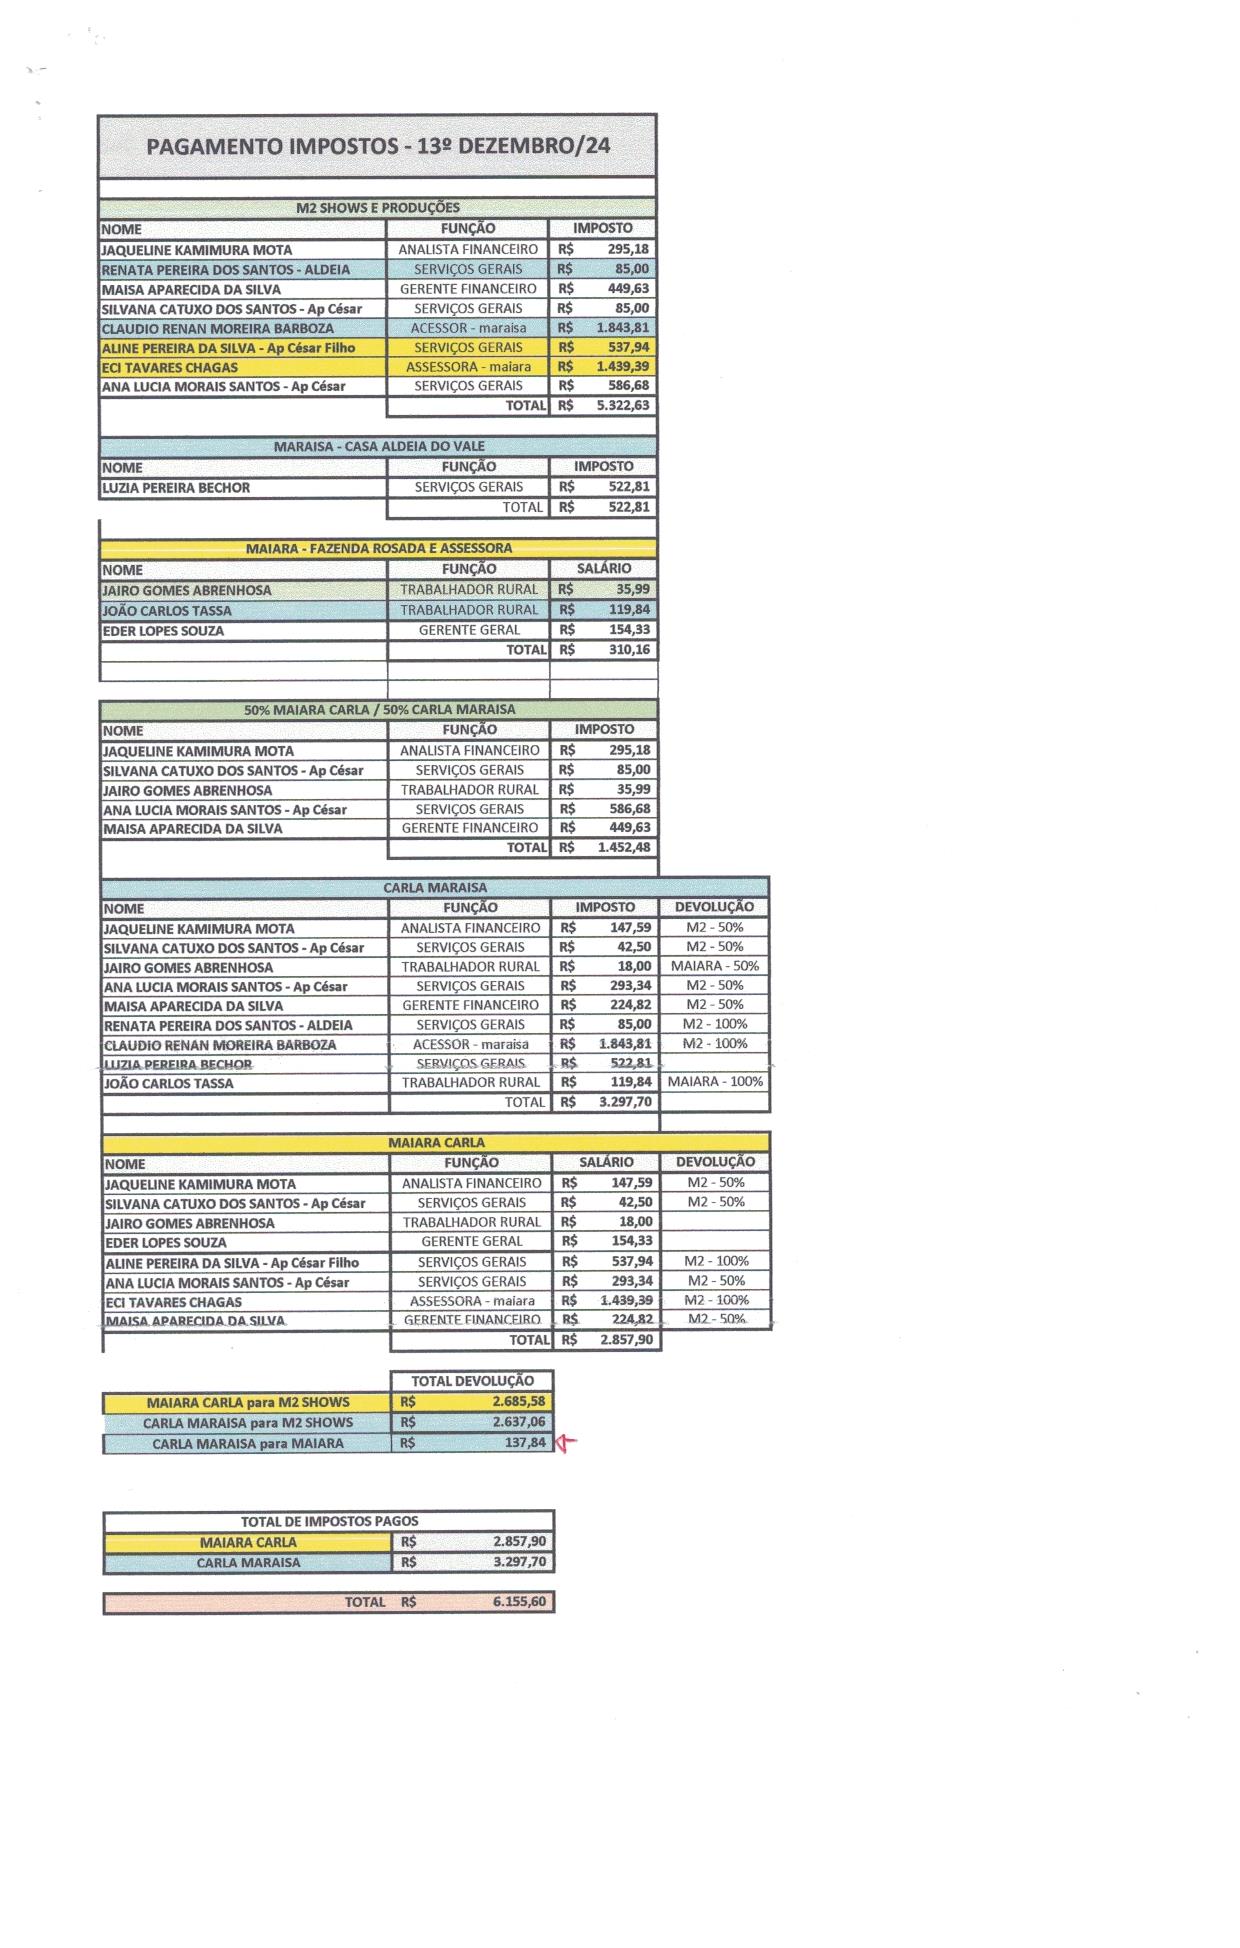 PAGAMENTO IMPOSTOS - 13º DEZEMBRO/24
M2 SHOWS E PRODUÇÕES
NOME FUNÇÃO IMPOSTO
JAQUELINE KAMIMURA MOTA ANALISTA FINANCEIRO R$ 295,18
RENATA PEREIRA DOS SANTOS - ALDEIA SERVIÇOS GERAIS R$ 85,00
MAISA APARECIDA DA SILVA GERENTE FINANCEIRO R$ 449,63
SILVANA CATUXO DOS SANTOS - Ap César SERVIÇOS GERAIS R$ 85,00
CLAUDIO RENAN MOREIRA BARBOZA ACESSOR - maraisa R$ 1.843,81
ALINE PEREIRA DA SILVA - Ap César Filho SERVIÇOS GERAIS R$ 537,94
ECI TAVARES CHAGAS ASSESSORA - maiara R$ 1.439,39
ANA LUCIA MORAIS SANTOS - Ap César SERVIÇOS GERAIS R$ 586,68
TOTAL R$ 5.322,63
MARAISA - CASA ALDEIA DO VALE
NOME FUNÇÃO IMPOSTO
LUZIA PEREIRA BECHOR SERVIÇOS GERAIS R$ 522,81
TOTAL R$ 522,81
MAIARA - FAZENDA ROSADA E ASSESSORA
NOME FUNÇÃO SALÁRIO
JAIRO GOMES ABRENHOSA TRABALHADOR RURAL R$ 35,99
JOÃO CARLOS TASSA TRABALHADOR RURAL R$ 119,84
EDER LOPES SOUZA GERENTE GERAL R$ 154,33
TOTAL R$ 310,16
50% MAIARA CARLA / 50% CARLA MARAISA
NOME FUNÇÃO IMPOSTO
JAQUELINE KAMIMURA MOTA ANALISTA FINANCEIRO R$ 295,18
SILVANA CATUXO DOS SANTOS - Ap César SERVIÇOS GERAIS R$ 85,00
JAIRO GOMES ABRENHOSA TRABALHADOR RURAL R$ 35,99
ANA LUCIA MORAIS SANTOS - Ap César SERVIÇOS GERAIS R$ 586,68
MAISA APARECIDA DA SILVA GERENTE FINANCEIRO R$ 449,63
TOTAL R$ 1.452,48
CARLA MARAISA
NOME FUNÇÃO IMPOSTO DEVOLUÇÃO
JAQUELINE KAMIMURA MOTA ANALISTA FINANCEIRO R$ 147,59 M2 - 50%
SILVANA CATUXO DOS SANTOS - Ap César SERVIÇOS GERAIS R$ 42,50 M2 - 50%
JAIRO GOMES ABRENHOSA TRABALHADOR RURAL R$ 18,00 MAIARA - 50%
ANA LUCIA MORAIS SANTOS - Ap César SERVIÇOS GERAIS R$ 293,34 M2 - 50%
MAISA APARECIDA DA SILVA GERENTE FINANCEIRO R$ 224,82 M2 - 50%
RENATA PEREIRA DOS SANTOS - ALDEIA SERVIÇOS GERAIS R$ 85,00 M2 - 100%
CLAUDIO RENAN MOREIRA BARBOZA ACESSOR - maraisa R$ 1.843,81 M2 - 100%
LUZIA PEREIRA BECHOR SERVIÇOS GERAIS R$ 522,81
JOÃO CARLOS TASSA TRABALHADOR RURAL R$ 119,84 MAIARA - 100%
TOTAL R$ 3.297,70
MAIARA CARLA
NOME FUNÇÃO SALÁRIO DEVOLUÇÃO
JAQUELINE KAMIMURA MOTA ANALISTA FINANCEIRO R$ 147,59 M2 - 50%
SILVANA CATUXO DOS SANTOS - Ap César SERVIÇOS GERAIS R$ 42,50 M2 - 50%
JAIRO GOMES ABRENHOSA TRABALHADOR RURAL R$ 18,00
EDER LOPES SOUZA GERENTE GERAL R$ 154,33
ALINE PEREIRA DA SILVA - Ap César Filho SERVIÇOS GERAIS R$ 537,94 M2 - 100%
ANA LUCIA MORAIS SANTOS - Ap César SERVIÇOS GERAIS R$ 293,34 M2 - 50%
ECI TAVARES CHAGAS ASSESSORA - maiara R$ 1.439,39 M2 - 100%
MAISA APARECIDA DA SILVA GERENTE FINANCEIRO R$ 224,82 M2 - 50%
TOTAL R$ 2.857,90
TOTAL DEVOLUÇÃO
MAIARA CARLA para M2 SHOWS R$ 2.685,58
CARLA MARAISA para M2 SHOWS R$ 2.637,06
CARLA MARAISA para MAIARA R$ 137,84
TOTAL DE IMPOSTOS PAGOS
MAIARA CARLA R$ 2.857,90
CARLA MARAISA R$ 3.297,70
TOTAL R$ 6.155,60